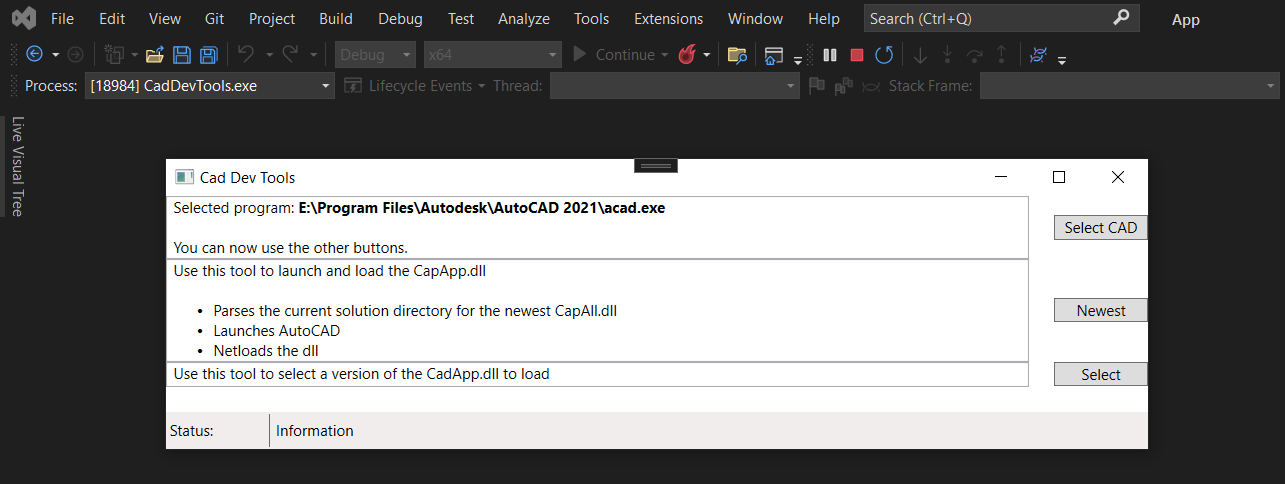 File Edit View Git Project Build Debug Test Analyze Tools Extensions Window Help Search (Ctrl+Q) App
Debug x64 Continue
Process: [18984] CadDevTools.exe Lifecycle Events Thread: Stack Frame:
Live Visual Tree
Cad Dev Tools
Selected program: E:\Program Files\Autodesk\AutoCAD 2021\acad.exe
Select CAD
You can now use the other buttons.
Use this tool to launch and load the CapApp.dll
• Parses the current solution directory for the newest CapAll.dll
Newest
• Launches AutoCAD
• Netloads the dll
Use this tool to select a version of the CadApp.dll to load
Select
Status: Information